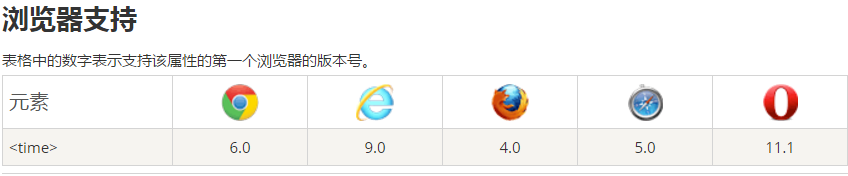 浏览器支持
表格中的数字表示支持该属性的第一个浏览器的版本号。
元素
<time> 6.0 9.0 4.0 5.0 11.1